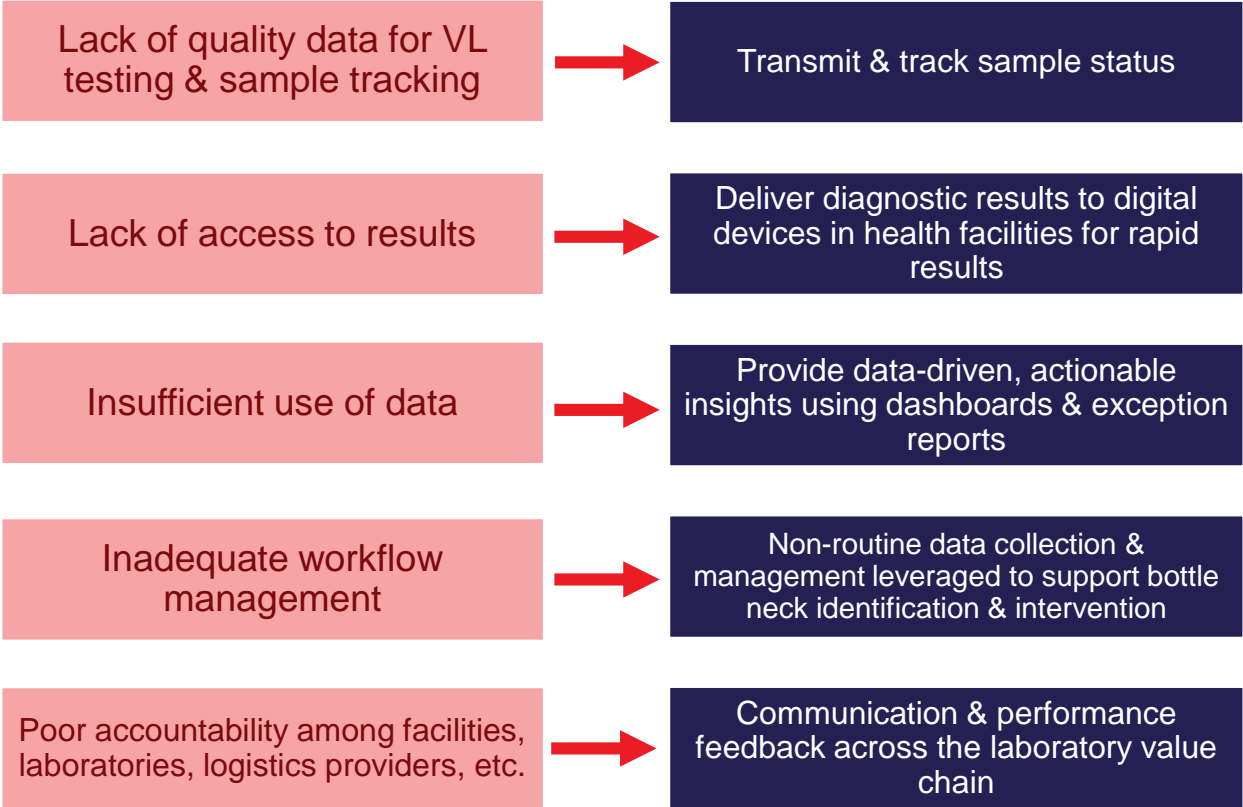 Lack of quality data for VL
testing & sample tracking
Transmit & track sample status
Lack of access to results
Deliver diagnostic results to digital
devices in health facilities for rapid
results
Insufficient use of data
Provide data-driven, actionable
insights using dashboards & exception
reports
Inadequate workflow
management
Non-routine data collection &
management leveraged to support bottle
neck identification & intervention
Poor accountability among facilities,
laboratories, logistics providers, etc.
Communication & performance
feedback across the laboratory value
chain